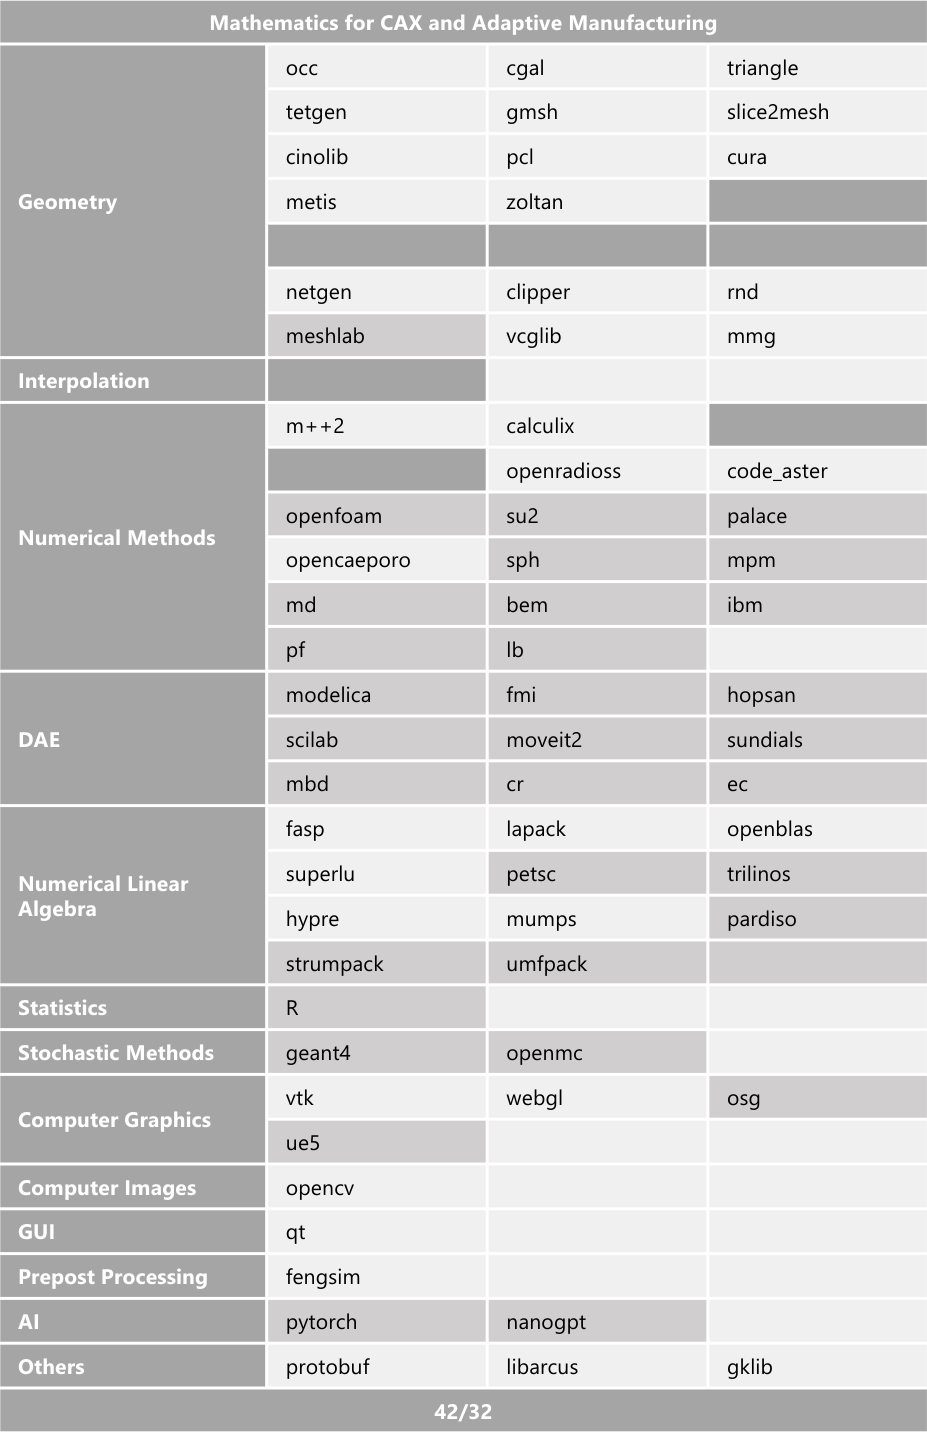 Mathematics for CAX and Adaptive Manufacturing
Geometry
occ cgal triangle
tetgen gmsh slice2mesh
cinolib pcl cura
metis zoltan
netgen clipper rnd
meshlab vcglib mmg
Interpolation
Numerical Methods
m++2 calculix
openradioss code_aster
openfoam su2 palace
opencaeporo sph mpm
md bem ibm
pf lb
DAE
modelica fmi hopsan
scilab moveit2 sundials
mbd cr ec
Numerical Linear
Algebra
fasp lapack openblas
superlu petsc trilinos
hypre mumps pardiso
strumpack umfpack
Statistics R
Stochastic Methods geant4 openmc
Computer Graphics
vtk webgl osg
ue5
Computer Images opencv
GUI qt
Prepost Processing fengsim
AI pytorch nanogpt
Others protobuf libarcus gklib
42/32